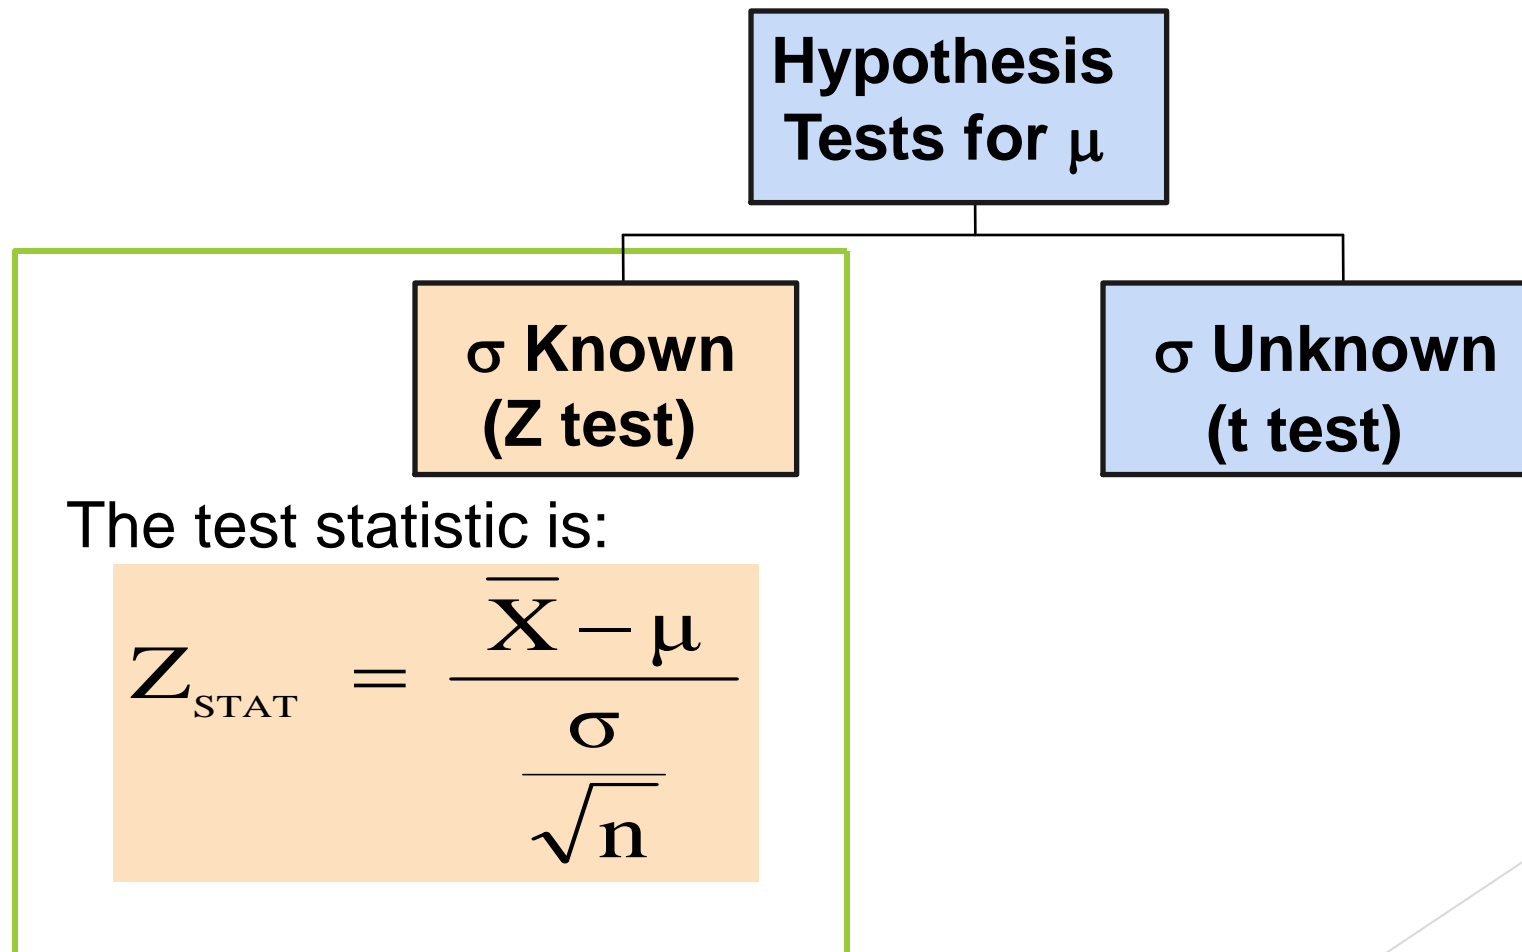 Hypothesis
Tests for μ
σ Known
(Z test)
σ Unknown
(t test)
The test statistic is:
Z_STAT = (X̅ − μ) / (σ / √n)